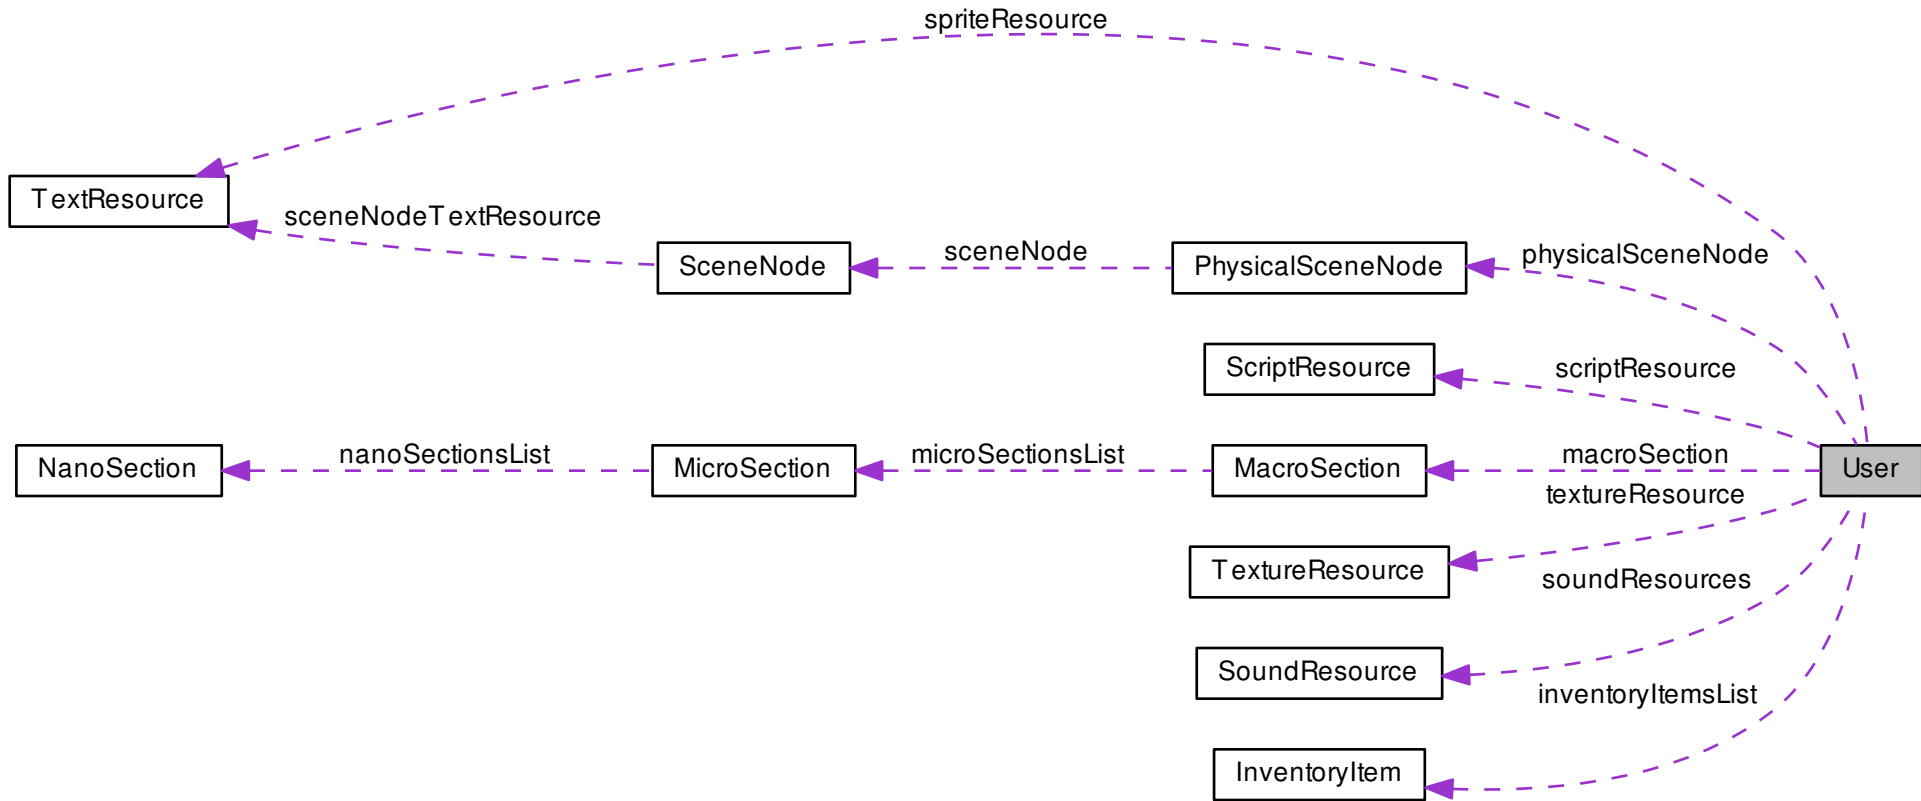 spriteResource
TextResource
sceneNodeTextResource
SceneNode
sceneNode
PhysicalSceneNode
physicalSceneNode
ScriptResource
scriptResource
NanoSection
nanoSectionsList
MicroSection
microSectionsList
MacroSection
macroSection
User
textureResource
TextureResource
soundResources
SoundResource
inventoryItemsList
InventoryItem